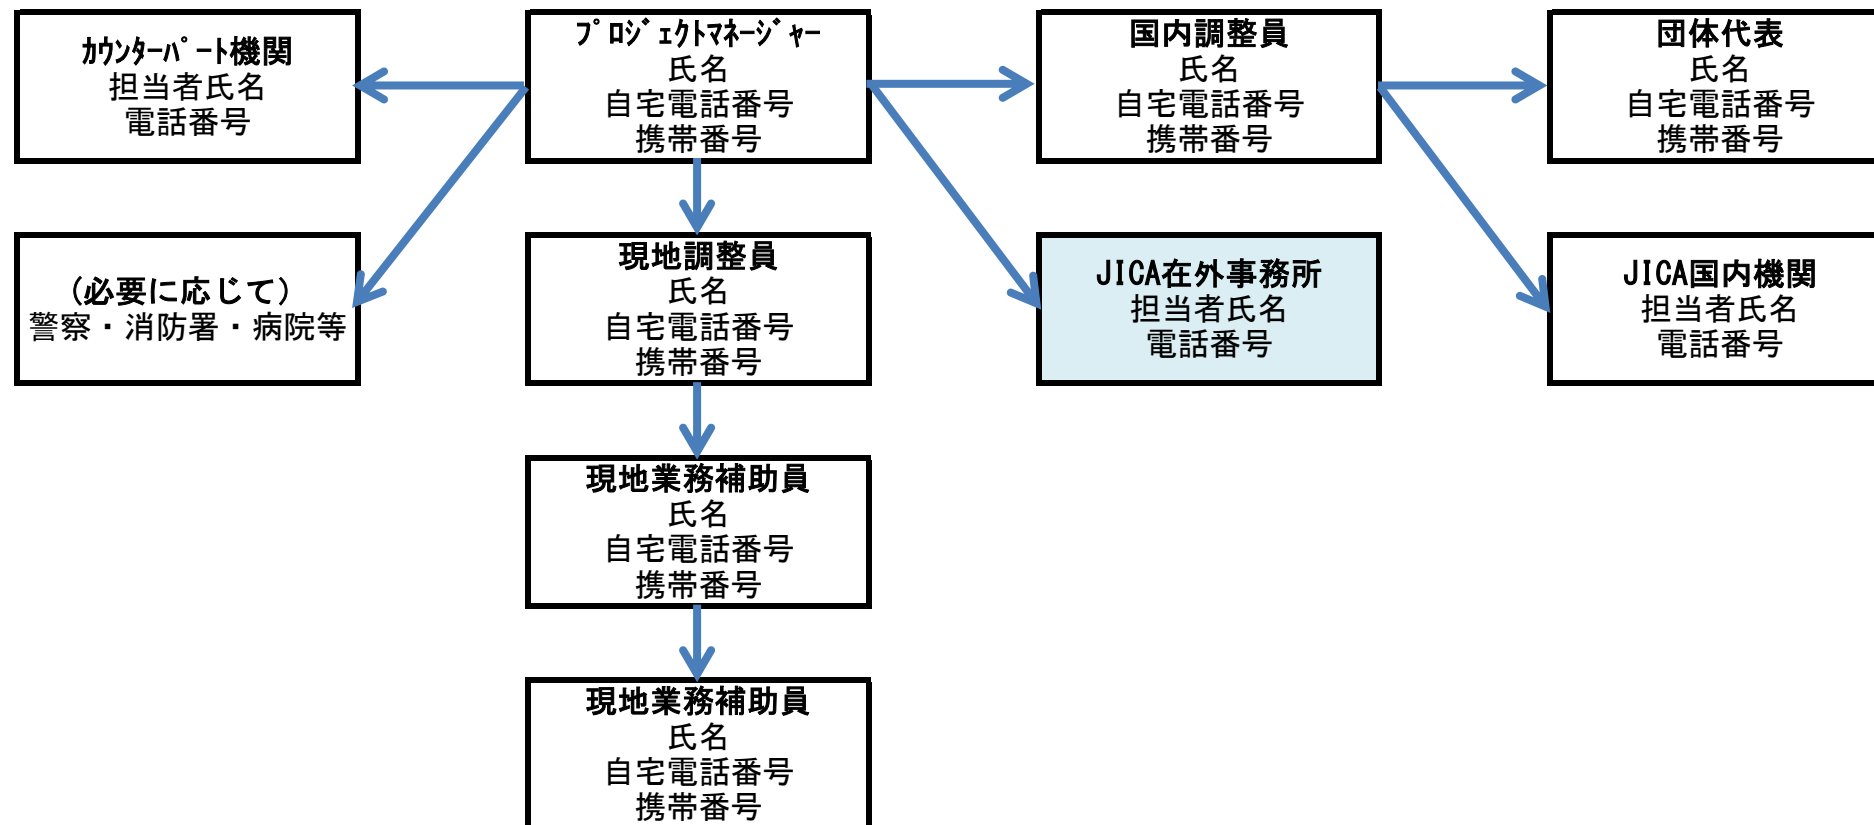 ｶｳﾝﾀｰﾊﾟｰﾄ機関
担当者氏名
電話番号
ﾌﾟﾛｼﾞｪｸﾄﾏﾈｰｼﾞｬｰ
氏名
自宅電話番号
携帯番号
国内調整員
氏名
自宅電話番号
携帯番号
団体代表
氏名
自宅電話番号
携帯番号
(必要に応じて)
警察・消防署・病院等
現地調整員
氏名
自宅電話番号
携帯番号
JICA在外事務所
担当者氏名
電話番号
JICA国内機関
担当者氏名
電話番号
現地業務補助員
氏名
自宅電話番号
携帯番号
現地業務補助員
氏名
自宅電話番号
携帯番号